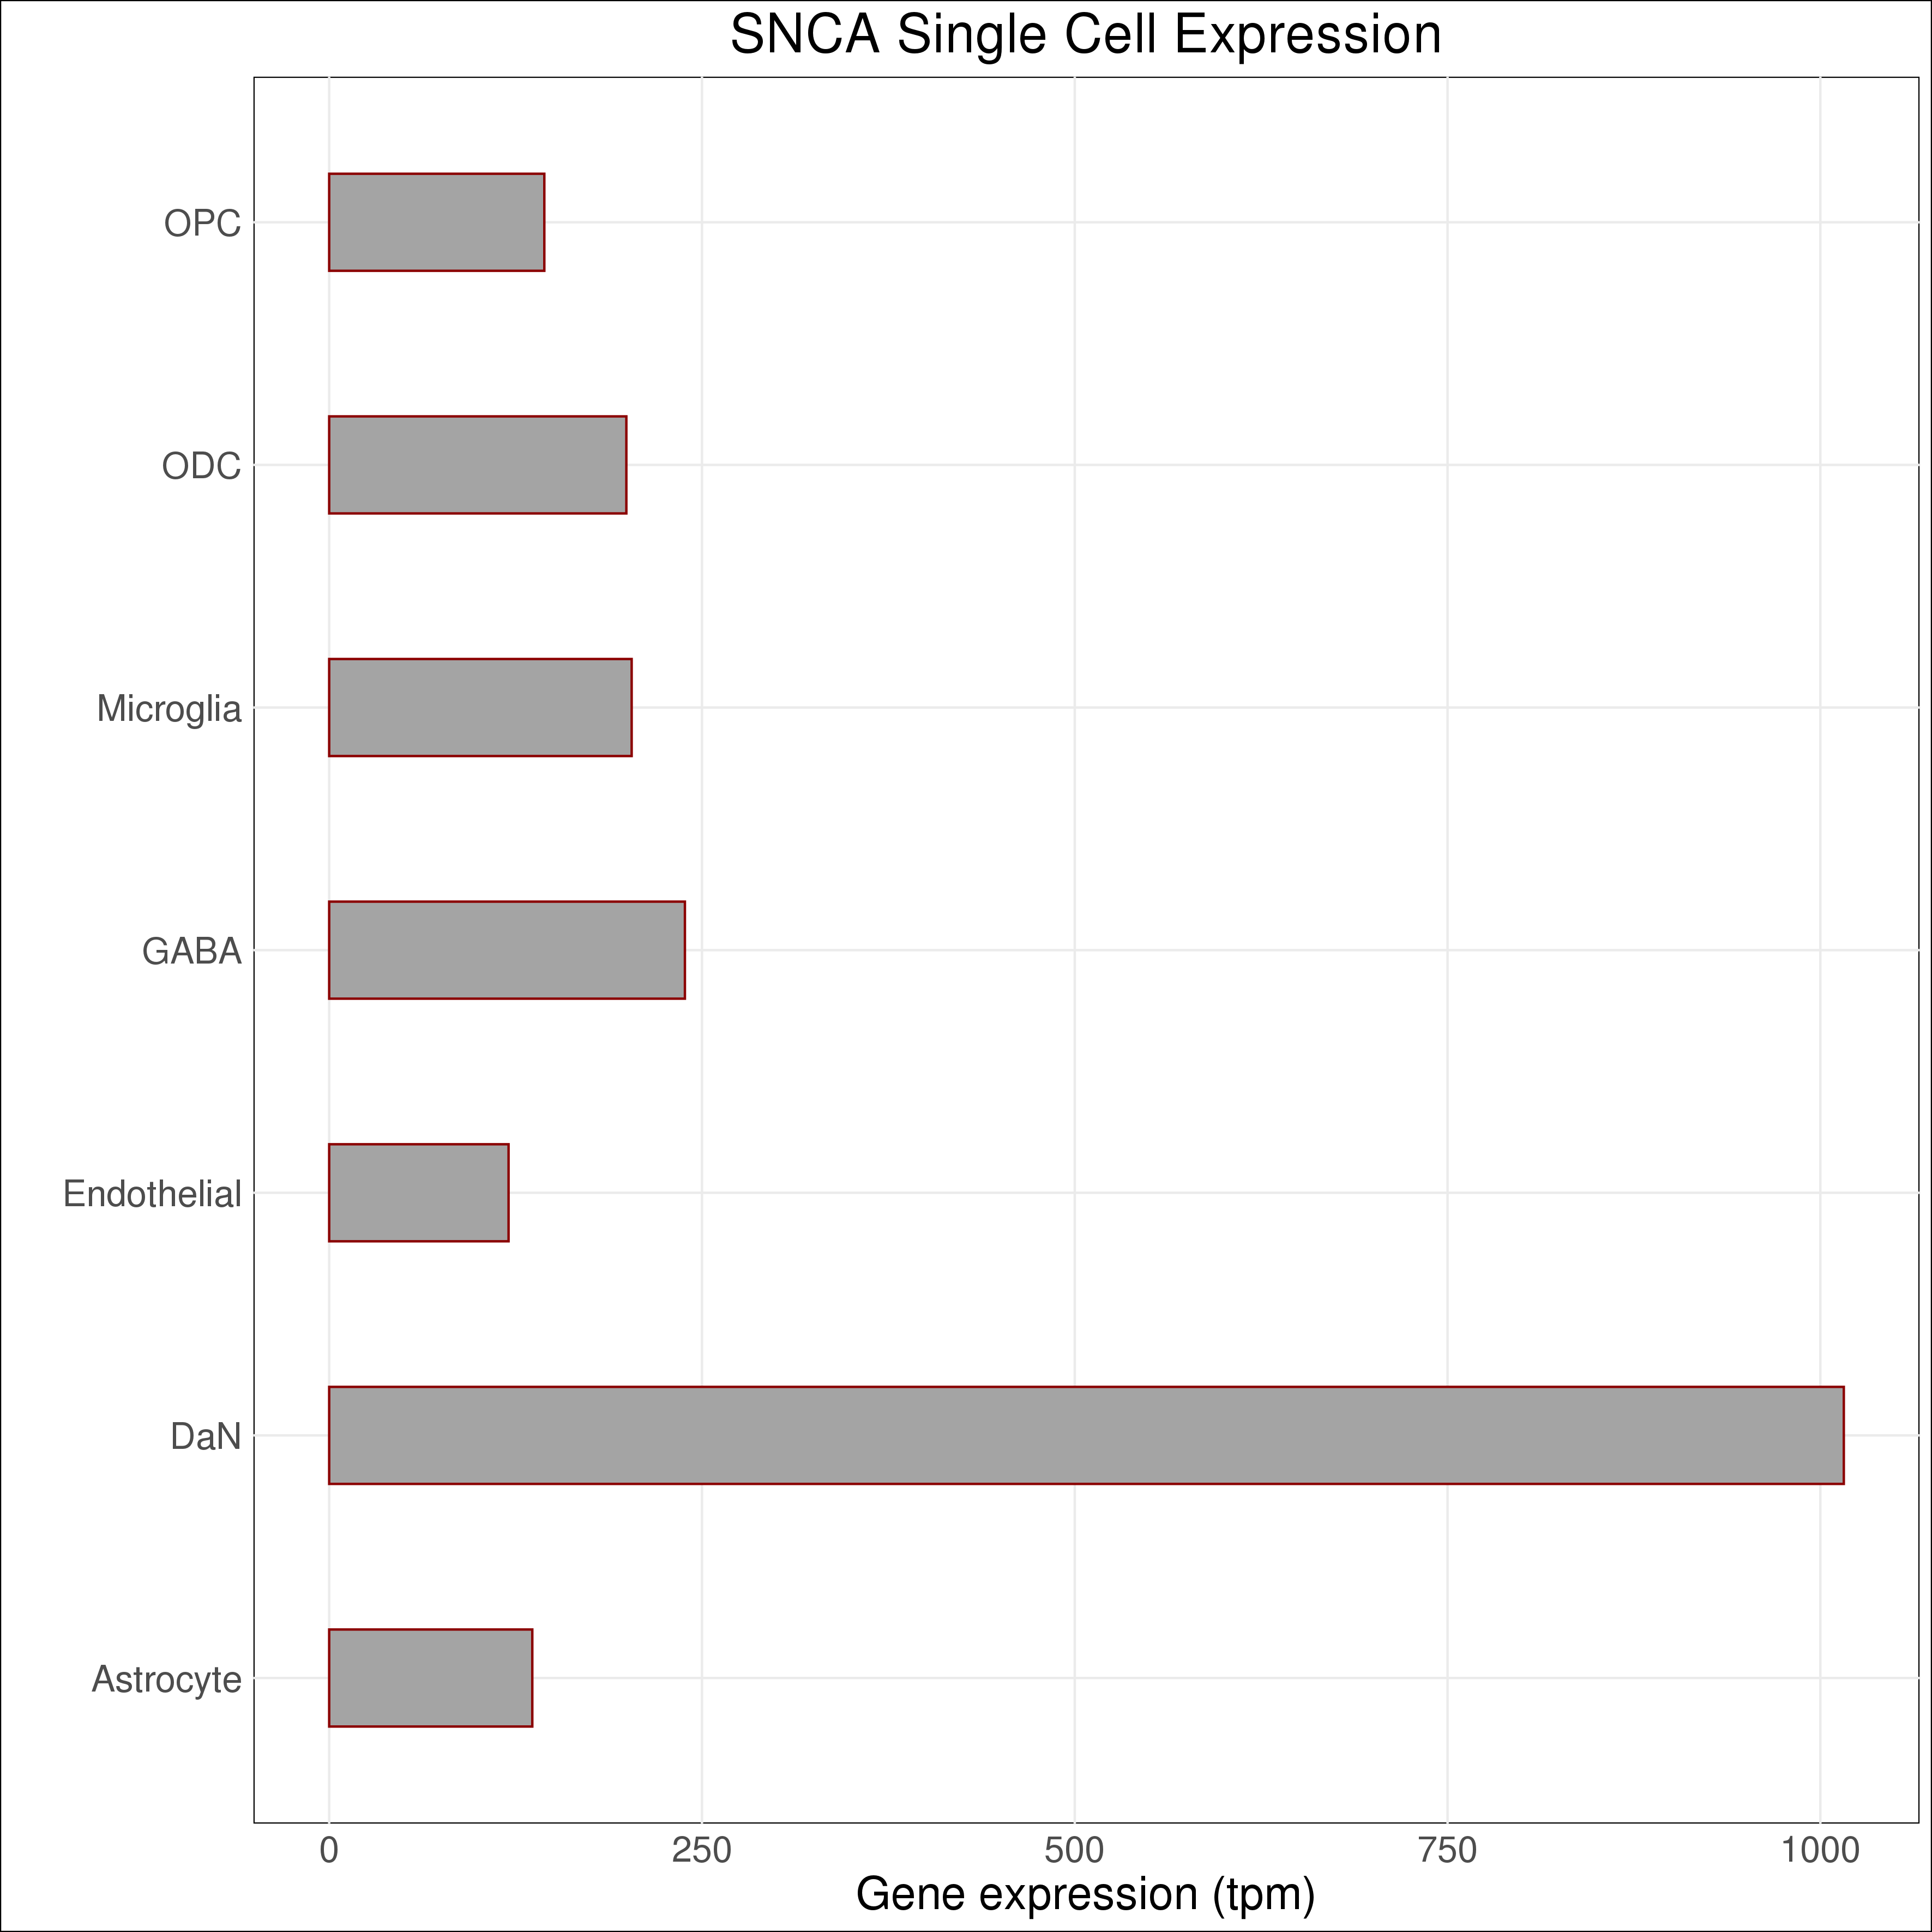 SNCA Single Cell Expression
OPC
ODC
Microglia
GABA
Endothelial
DaN
Astrocyte
0 250 500 750 1000
Gene expression (tpm)